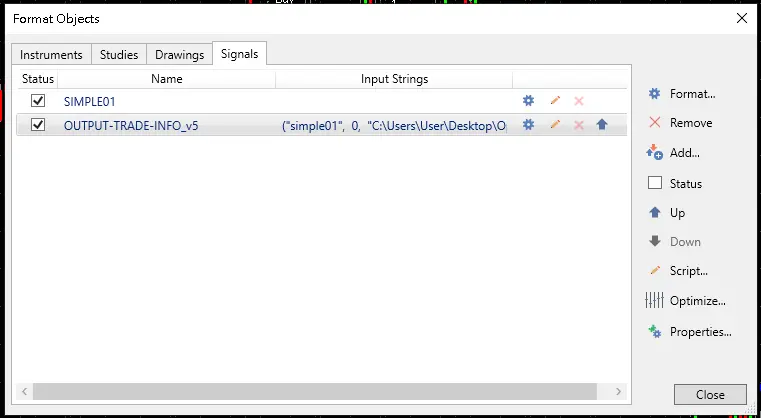 Format Objects
Instruments Studies Drawings Signals
Status Name Input Strings
SIMPLE01
OUTPUT-TRADE-INFO_v5 ("simple01", 0, "C:\Users\User\Desktop\O
Format...
Remove
Add...
Status
Up
Down
Script...
Optimize...
Properties...
Close